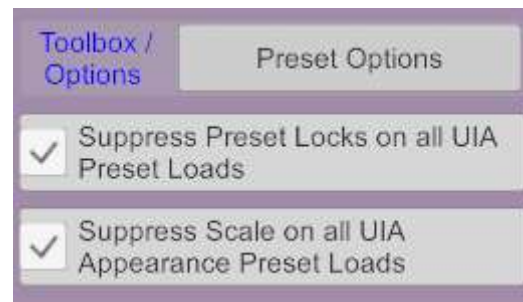 Toolbox /
Options
Preset Options
Suppress Preset Locks on all UIA
Preset Loads
Suppress Scale on all UIA
Appearance Preset Loads